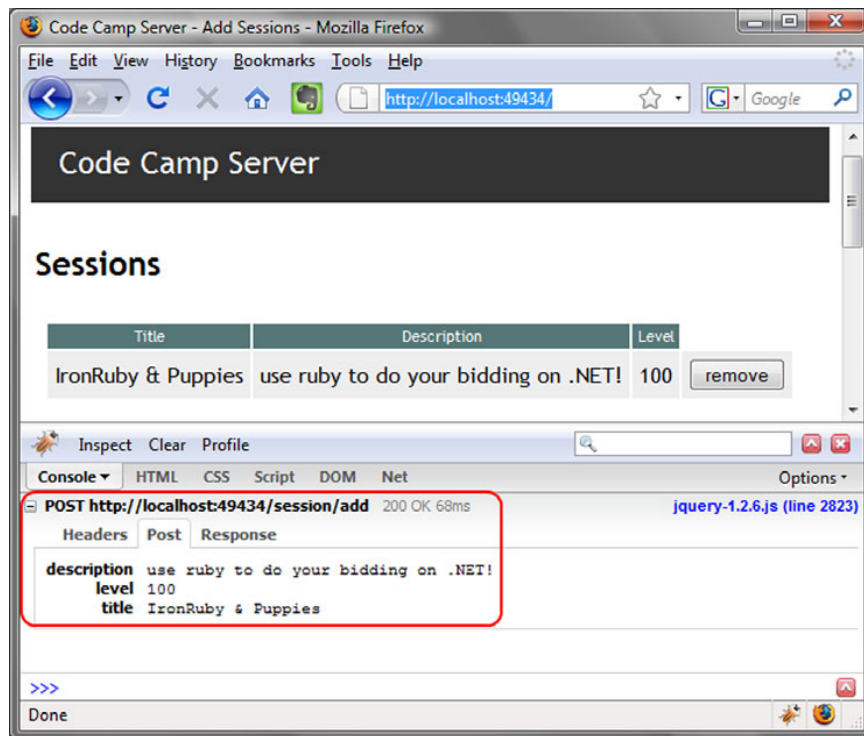 Code Camp Server - Add Sessions - Mozilla Firefox
File Edit View History Bookmarks Tools Help
http://localhost:49434/
G Google
Code Camp Server
Sessions
Title Description Level
IronRuby & Puppies use ruby to do your bidding on .NET! 100 remove
Inspect Clear Profile
Console HTML CSS Script DOM Net Options
POST http://localhost:49434/session/add 200 OK 68ms jquery-1.2.6.js (line 2823)
Headers Post Response
description use ruby to do your bidding on .NET!
level 100
title IronRuby & Puppies
>>>
Done